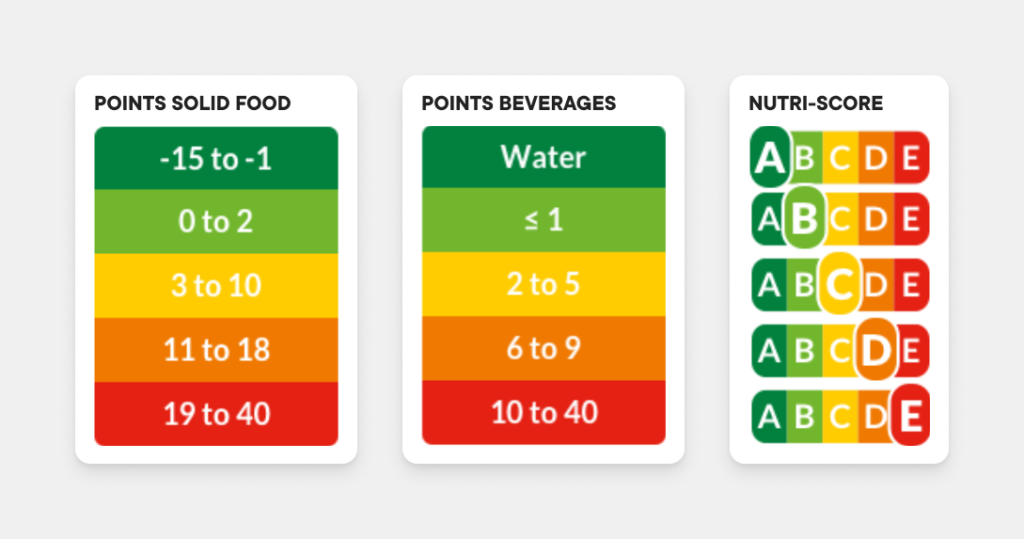 POINTS SOLID FOOD
-15 to -1
0 to 2
3 to 10
11 to 18
19 to 40
POINTS BEVERAGES
Water
≤ 1
2 to 5
6 to 9
10 to 40
NUTRI-SCORE
A B C D E
A B C D E
A B C D E
A B C D E
A B C D E